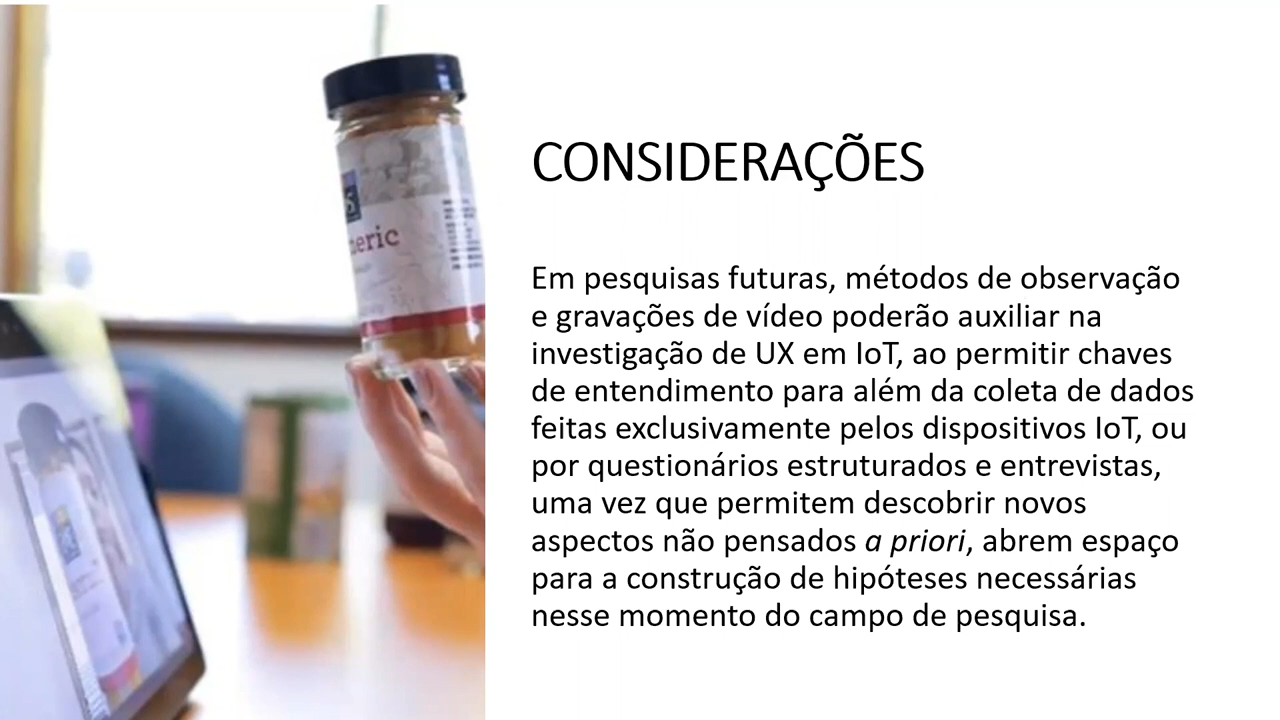 CONSIDERAÇÕES
Em pesquisas futuras, métodos de observação
e gravações de vídeo poderão auxiliar na
investigação de UX em IoT, ao permitir chaves
de entendimento para além da coleta de dados
feitas exclusivamente pelos dispositivos IoT, ou
por questionários estruturados e entrevistas,
uma vez que permitem descobrir novos
aspectos não pensados a priori, abrem espaço
para a construção de hipóteses necessárias
nesse momento do campo de pesquisa.